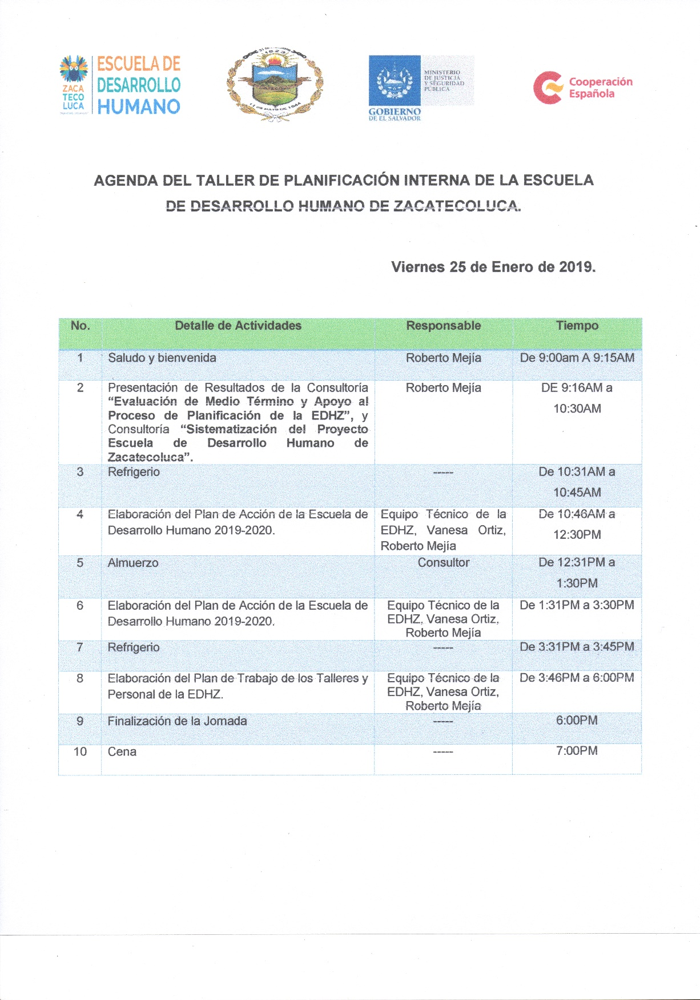 ESCUELA DE
DESARROLLO
HUMANO
ZACA
TECO
LUCA
1823
11 DE MAYO DE 1844
MINISTERIO
DE JUSTICIA
Y SEGURIDAD
PÚBLICA
GOBIERNO
DE EL SALVADOR
Cooperación
Española
AGENDA DEL TALLER DE PLANIFICACIÓN INTERNA DE LA ESCUELA
DE DESARROLLO HUMANO DE ZACATECOLUCA.
Viernes 25 de Enero de 2019.
No. Detalle de Actividades Responsable Tiempo
1 Saludo y bienvenida Roberto Mejía De 9:00am A 9:15AM
2 Presentación de Resultados de la Consultoría Roberto Mejía DE 9:16AM a
“Evaluación de Medio Término y Apoyo al 10:30AM
Proceso de Planificación de la EDHZ”, y
Consultoría “Sistematización del Proyecto
Escuela de Desarrollo Humano de
Zacatecoluca”.
3 Refrigerio ----- De 10:31AM a
10:45AM
4 Elaboración del Plan de Acción de la Escuela de Equipo Técnico de la De 10:46AM a
Desarrollo Humano 2019-2020. EDHZ, Vanesa Ortiz, 12:30PM
Roberto Mejía
5 Almuerzo Consultor De 12:31PM a
1:30PM
6 Elaboración del Plan de Acción de la Escuela de Equipo Técnico de la De 1:31PM a 3:30PM
Desarrollo Humano 2019-2020. EDHZ, Vanesa Ortiz,
Roberto Mejía
7 Refrigerio ----- De 3:31PM a 3:45PM
8 Elaboración del Plan de Trabajo de los Talleres y Equipo Técnico de la De 3:46PM a 6:00PM
Personal de la EDHZ. EDHZ, Vanesa Ortiz,
Roberto Mejía
9 Finalización de la Jornada ----- 6:00PM
10 Cena ----- 7:00PM